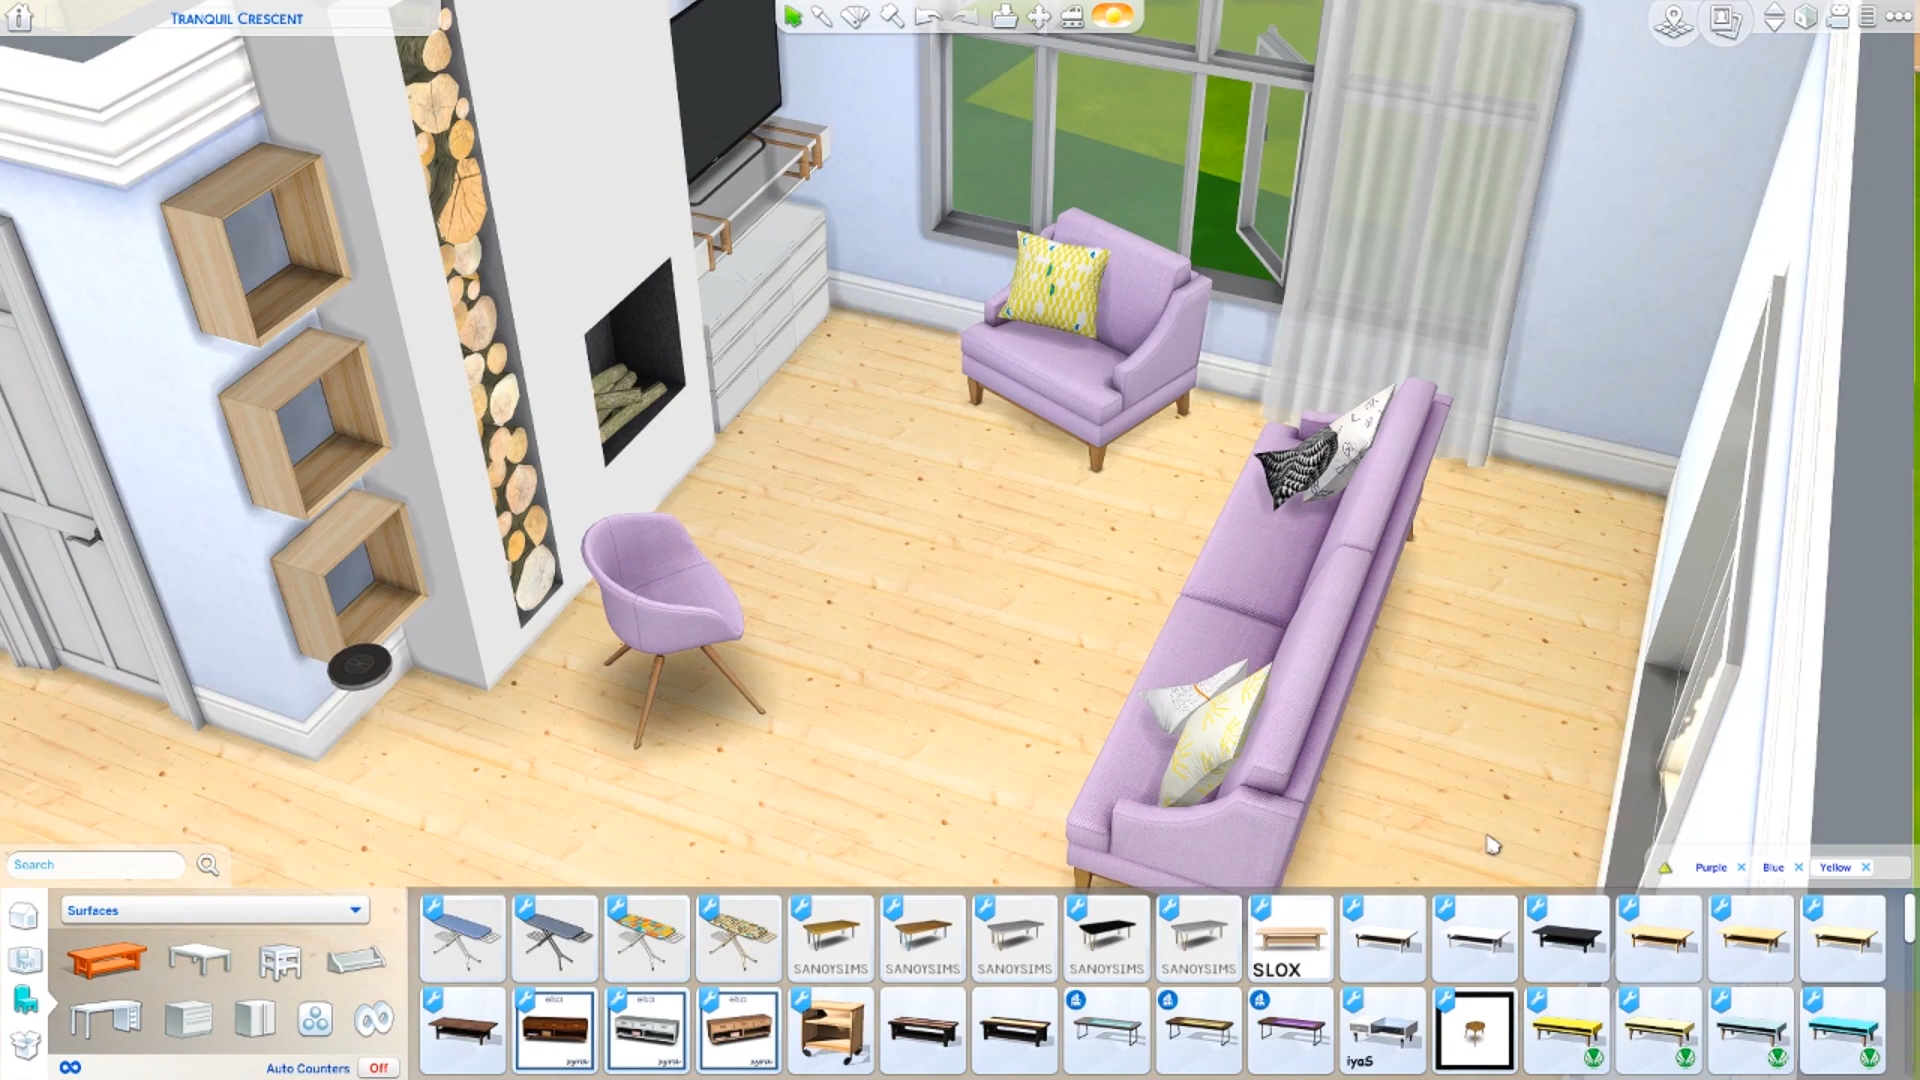 TRANQUIL CRESCENT
Search
Purple
Blue
Yellow
Surfaces
SANOYSIMS SANOYSIMS SANOYSIMS SANOYSIMS SANOYSIMS SLOX
iyaS
Auto Counters Off